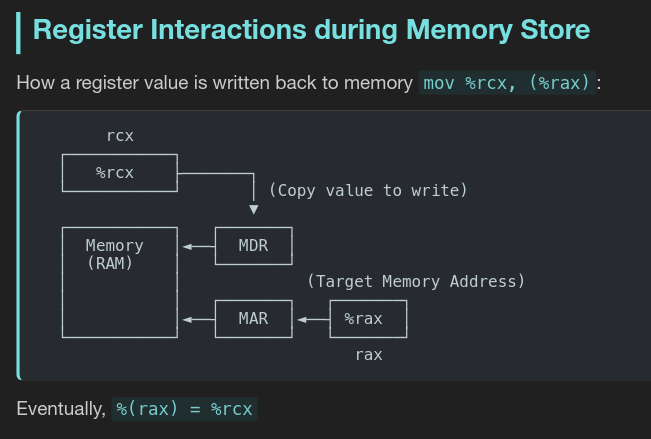 Register Interactions during Memory Store
How a register value is written back to memory mov %rcx, (%rax):
rcx
%rcx
(Copy value to write)
Memory MDR
(RAM)
(Target Memory Address)
MAR %rax
rax
Eventually, %(rax) = %rcx